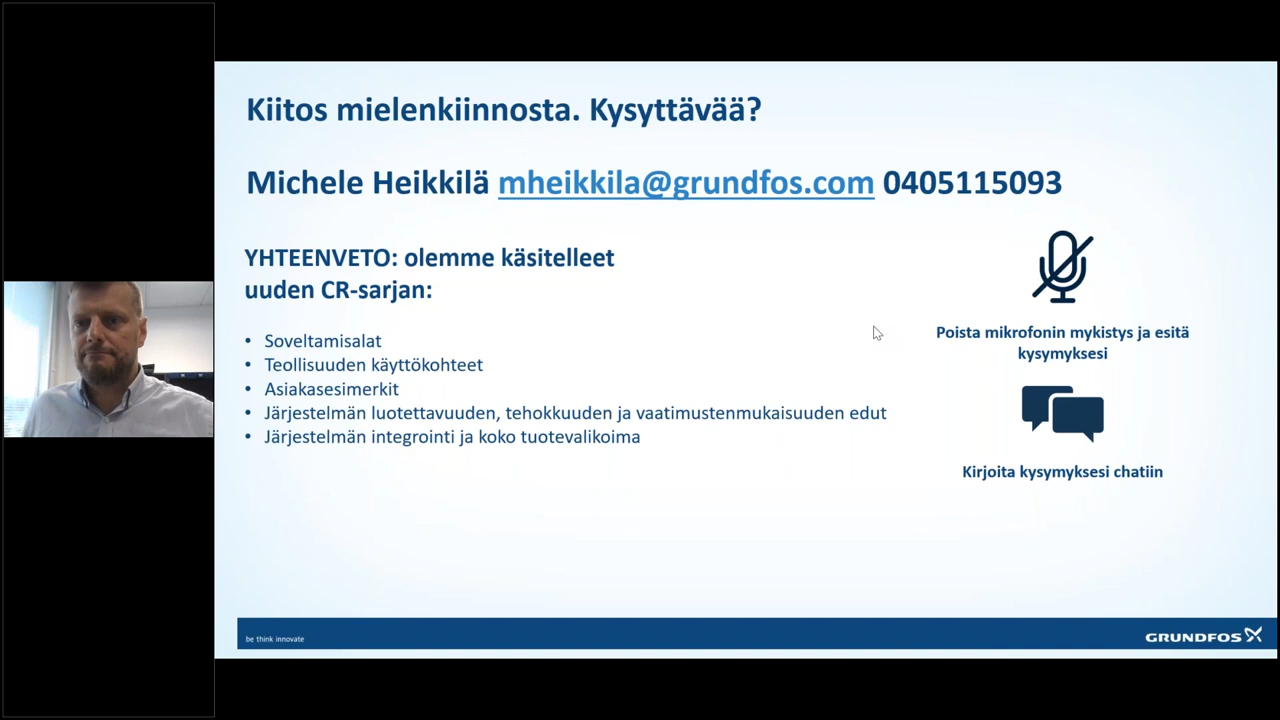 Kiitos mielenkiinnosta. Kysyttävää?
Michele Heikkilä mheikkila@grundfos.com 0405115093
YHTEENVETO: olemme käsitelleet
uuden CR-sarjan:
• Soveltamisalat
• Teollisuuden käyttökohteet
• Asiakasesimerkit
• Järjestelmän luotettavuuden, tehokkuuden ja vaatimustenmukaisuuden edut
• Järjestelmän integrointi ja koko tuotevalikoima
Poista mikrofonin mykistys ja esitä
kysymyksesi
Kirjoita kysymyksesi chatiin
be think innovate
GRUNDFOS